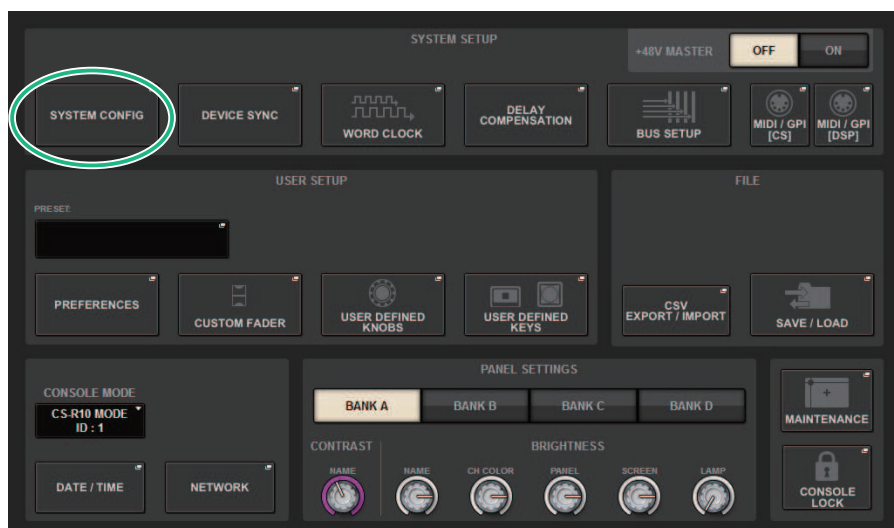 SYSTEM SETUP
+48V MASTER
OFF
ON
SYSTEM CONFIG
DEVICE SYNC
WORD CLOCK
DELAY
COMPENSATION
BUS SETUP
MIDI / GPI
[CS]
MIDI / GPI
[DSP]
USER SETUP
PRESET
PREFERENCES
CUSTOM FADER
USER DEFINED
KNOBS
USER DEFINED
KEYS
FILE
CSV
EXPORT / IMPORT
SAVE / LOAD
CONSOLE MODE
CS-R10 MODE
ID : 1
DATE / TIME
NETWORK
PANEL SETTINGS
BANK A
BANK B
BANK C
BANK D
CONTRAST
BRIGHTNESS
NAME
NAME
CH COLOR
PANEL
SCREEN
LAMP
MAINTENANCE
CONSOLE
LOCK